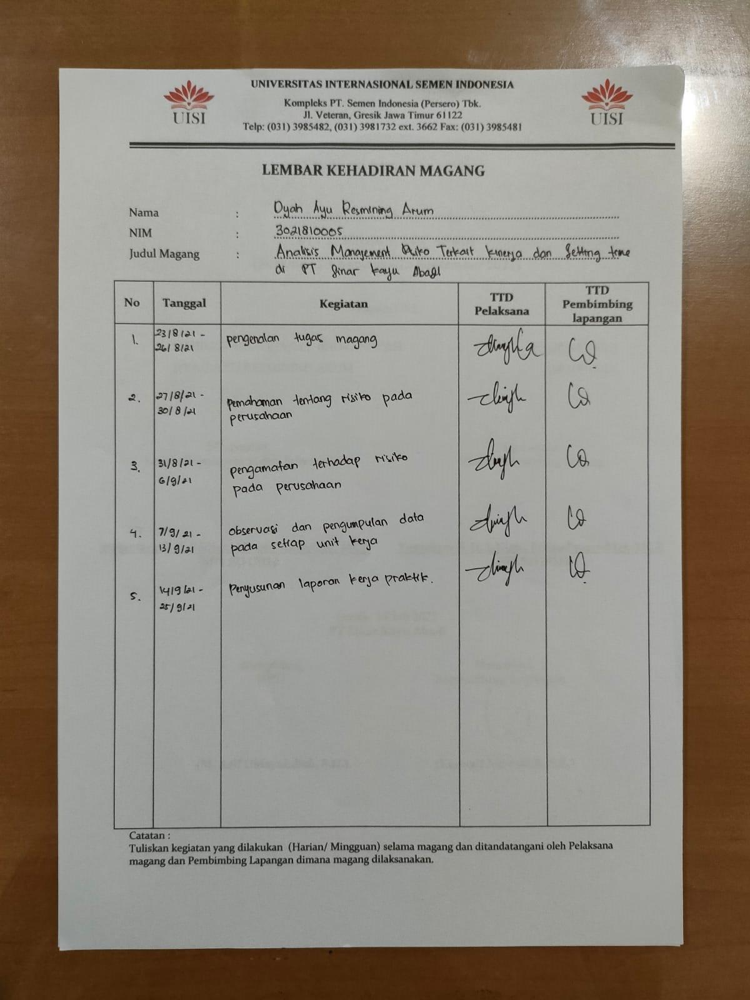 UNIVERSITAS INTERNASIONAL SEMEN INDONESIA
Kompleks PT. Semen Indonesia (Persero) Tbk.
Jl. Veteran, Gresik Jawa Timur 61122
Telp: (031) 3985482, (031) 3981732 ext. 3662 Fax: (031) 3985481
UISI
UISI
LEMBAR KEHADIRAN MAGANG
Nama : Dyah Ayu Resmining Arum
NIM : 3021810005
Judul Magang : Analisis Management Risiko Terkait Kinerja dan Setting time
di PT Sinar Kayu Abadi
No Tanggal Kegiatan TTD Pelaksana TTD Pembimbing lapangan
1. 23/8/21 - pengenalan tugas magang
26/8/21
2. 27/8/21 - pemahaman tentang risiko pada
30/8/21 perusahaan
3. 31/8/21 - pengamatan terhadap risiko
6/9/21 pada perusahaan
4. 7/9/21 - observasi dan pengumpulan data
13/9/21 pada setiap unit kerja
5. 14/9/21 - Penyusunan laporan kerja praktik.
25/9/21
Catatan :
Tuliskan kegiatan yang dilakukan (Harian/ Mingguan) selama magang dan ditandatangani oleh Pelaksana
magang dan Pembimbing Lapangan dimana magang dilaksanakan.